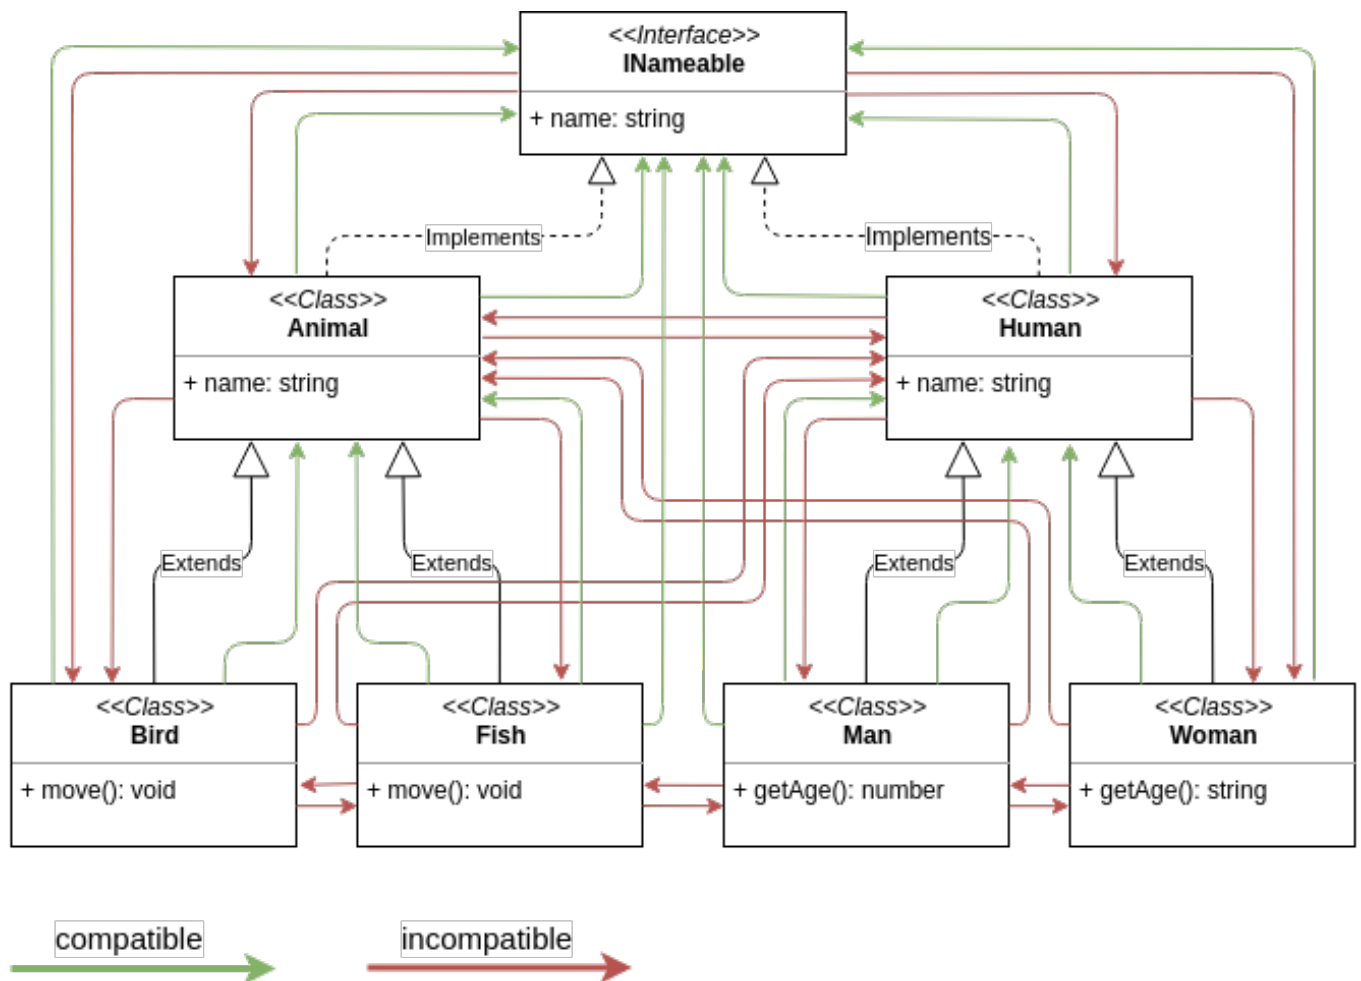 <<Interface>>
INameable
+ name: string
Implements
Implements
<<Class>>
Animal
+ name: string
<<Class>>
Human
+ name: string
Extends
Extends
Extends
Extends
<<Class>>
Bird
+ move(): void
<<Class>>
Fish
+ move(): void
<<Class>>
Man
+ getAge(): number
<<Class>>
Woman
+ getAge(): string
compatible
incompatible